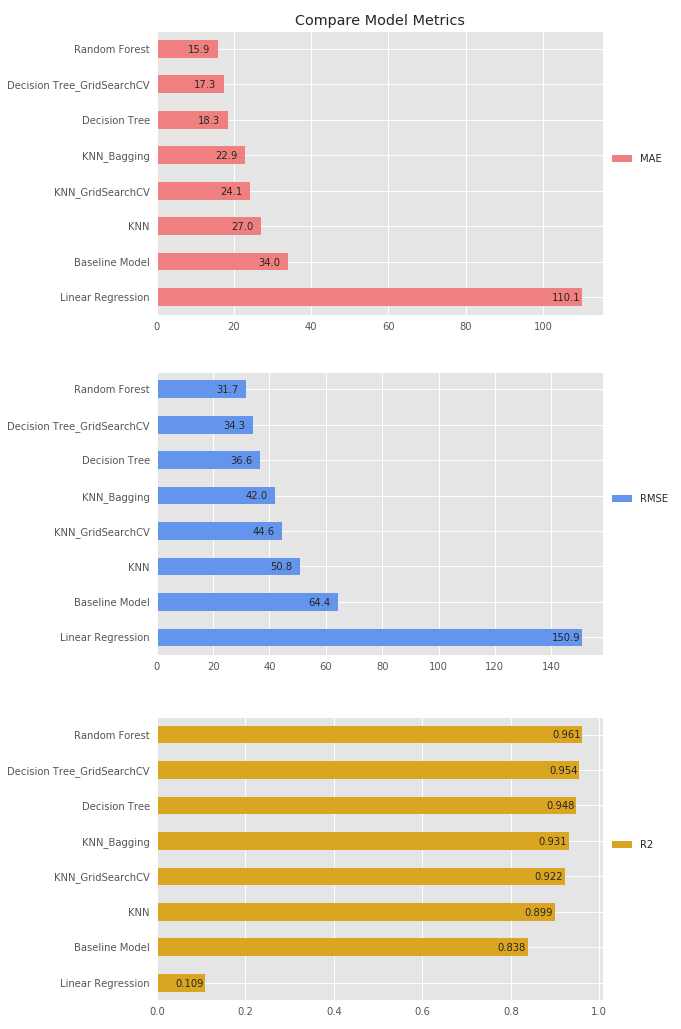 Compare Model Metrics
Random Forest 15.9
Decision Tree_GridSearchCV 17.3
Decision Tree 18.3
KNN_Bagging 22.9
MAE
KNN_GridSearchCV 24.1
KNN 27.0
Baseline Model 34.0
Linear Regression 110.1
0 20 40 60 80 100
Random Forest 31.7
Decision Tree_GridSearchCV 34.3
Decision Tree 36.6
KNN_Bagging 42.0
RMSE
KNN_GridSearchCV 44.6
KNN 50.8
Baseline Model 64.4
Linear Regression 150.9
0 20 40 60 80 100 120 140
Random Forest 0.961
Decision Tree_GridSearchCV 0.954
Decision Tree 0.948
KNN_Bagging 0.931
R2
KNN_GridSearchCV 0.922
KNN 0.899
Baseline Model 0.838
Linear Regression 0.109
0.0 0.2 0.4 0.6 0.8 1.0